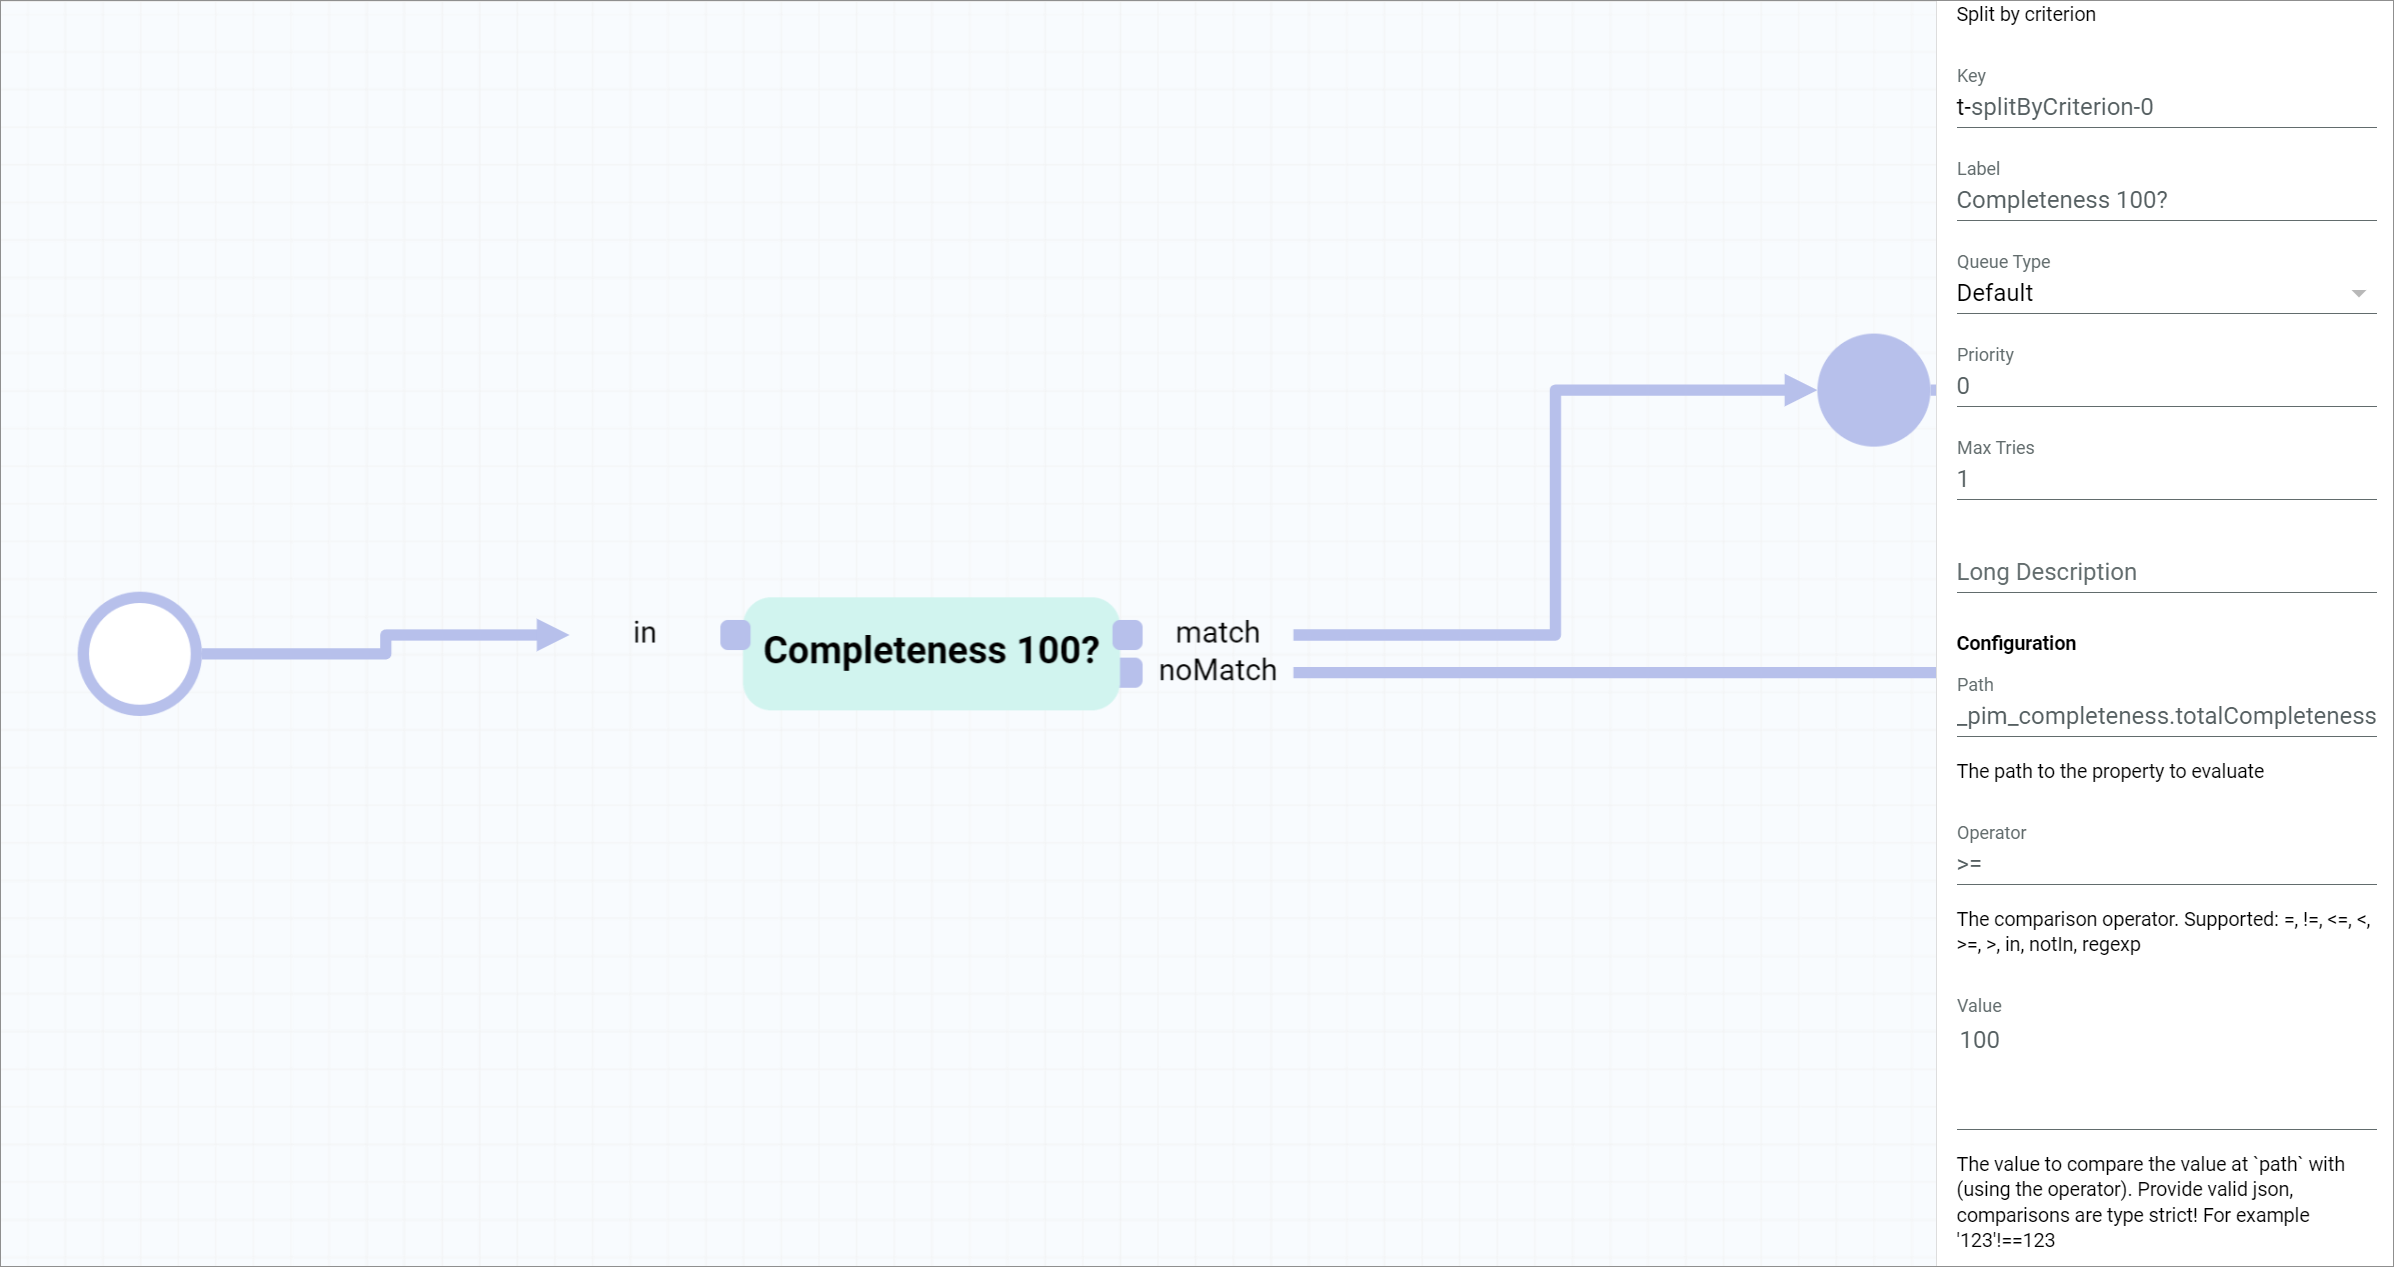 in
Completeness 100?
match
noMatch
Split by criterion
Key
t-splitByCriterion-0
Label
Completeness 100?
Queue Type
Default
Priority
0
Max Tries
1
Long Description
Configuration
Path
_pim_completeness.totalCompleteness
The path to the property to evaluate
Operator
>=
The comparison operator. Supported: =, !=, <=, <,
>=, >, in, notIn, regexp
Value
100
The value to compare the value at `path` with
(using the operator). Provide valid json,
comparisons are type strict! For example
'123'!==123